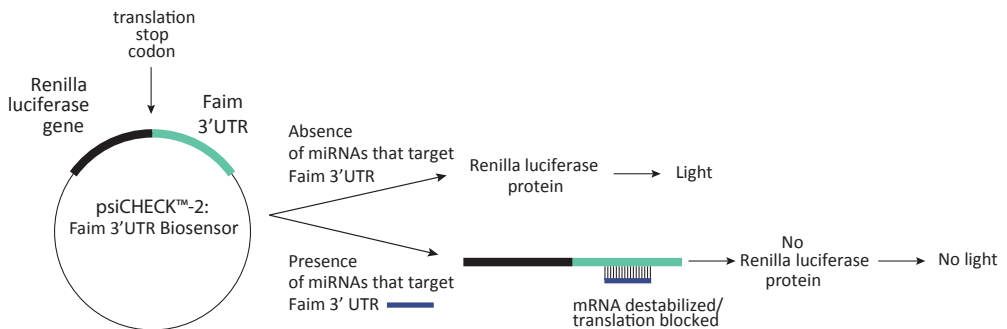 translation
stop
codon
Renilla
luciferase
gene
Faim
3’UTR
psiCHECK™-2:
Faim 3’UTR Biosensor
Absence
of miRNAs that target
Faim 3’UTR
Renilla luciferase
protein
Light
Presence
of miRNAs that target
Faim 3’ UTR
mRNA destabilized/
translation blocked
No
Renilla luciferase
protein
No light